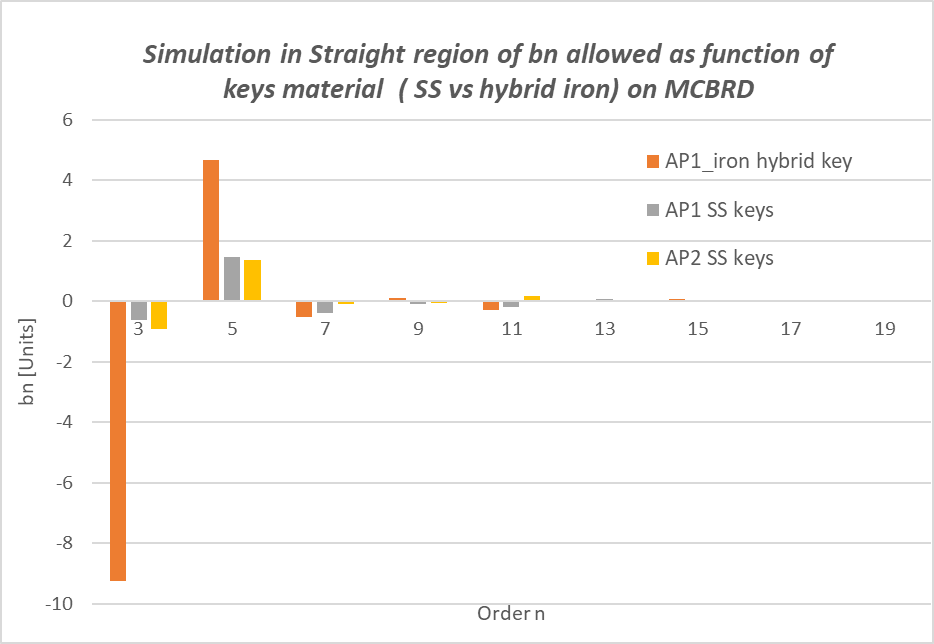 Simulation in Straight region of bn allowed as function of
keys material ( SS vs hybrid iron) on MCBRD
6
4
2
0
-2
-4
-6
-8
-10
bn [Units]
AP1_iron hybrid key
AP1 SS keys
AP2 SS keys
3 5 7 9 11 13 15 17 19
Order n